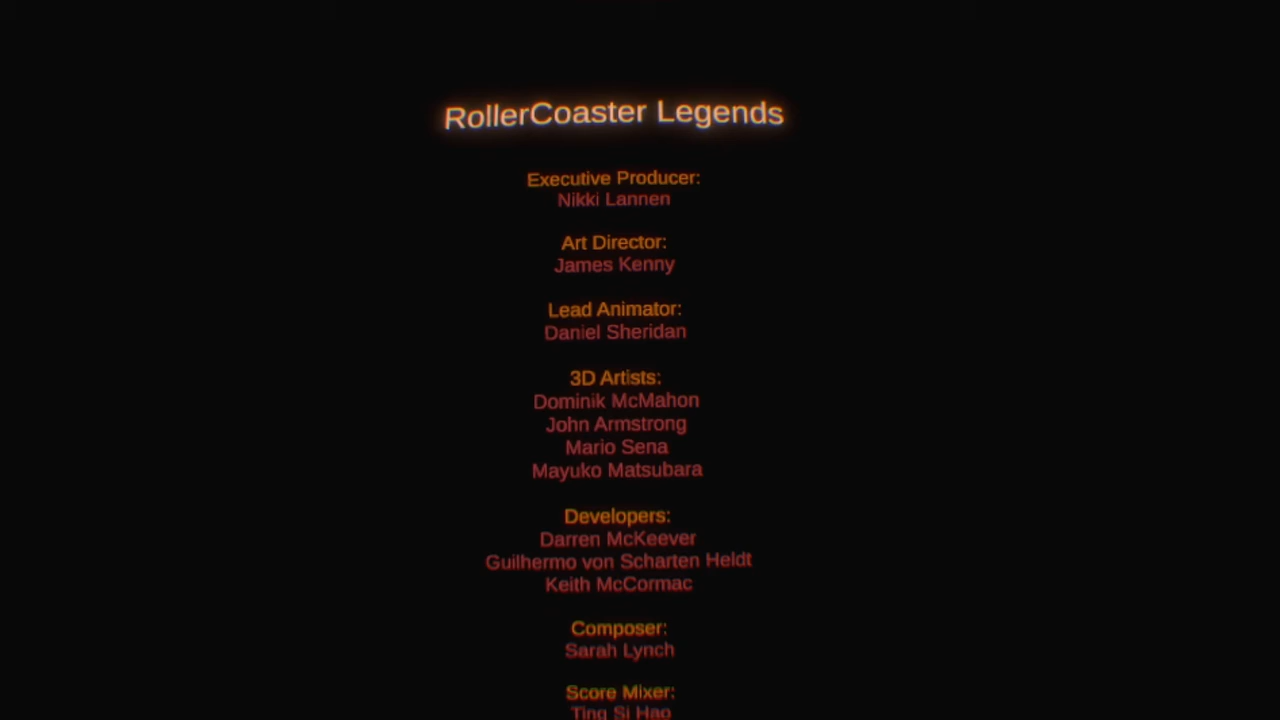 RollerCoaster Legends
Executive Producer:
Nikki Lannen
Art Director:
James Kenny
Lead Animator:
Daniel Sheridan
3D Artists:
Dominik McMahon
John Armstrong
Mario Sena
Mayuko Matsubara
Developers:
Darren McKeever
Guilhermo von Scharten Heldt
Keith McCormac
Composer:
Sarah Lynch
Score Mixer:
Ting Si Hao